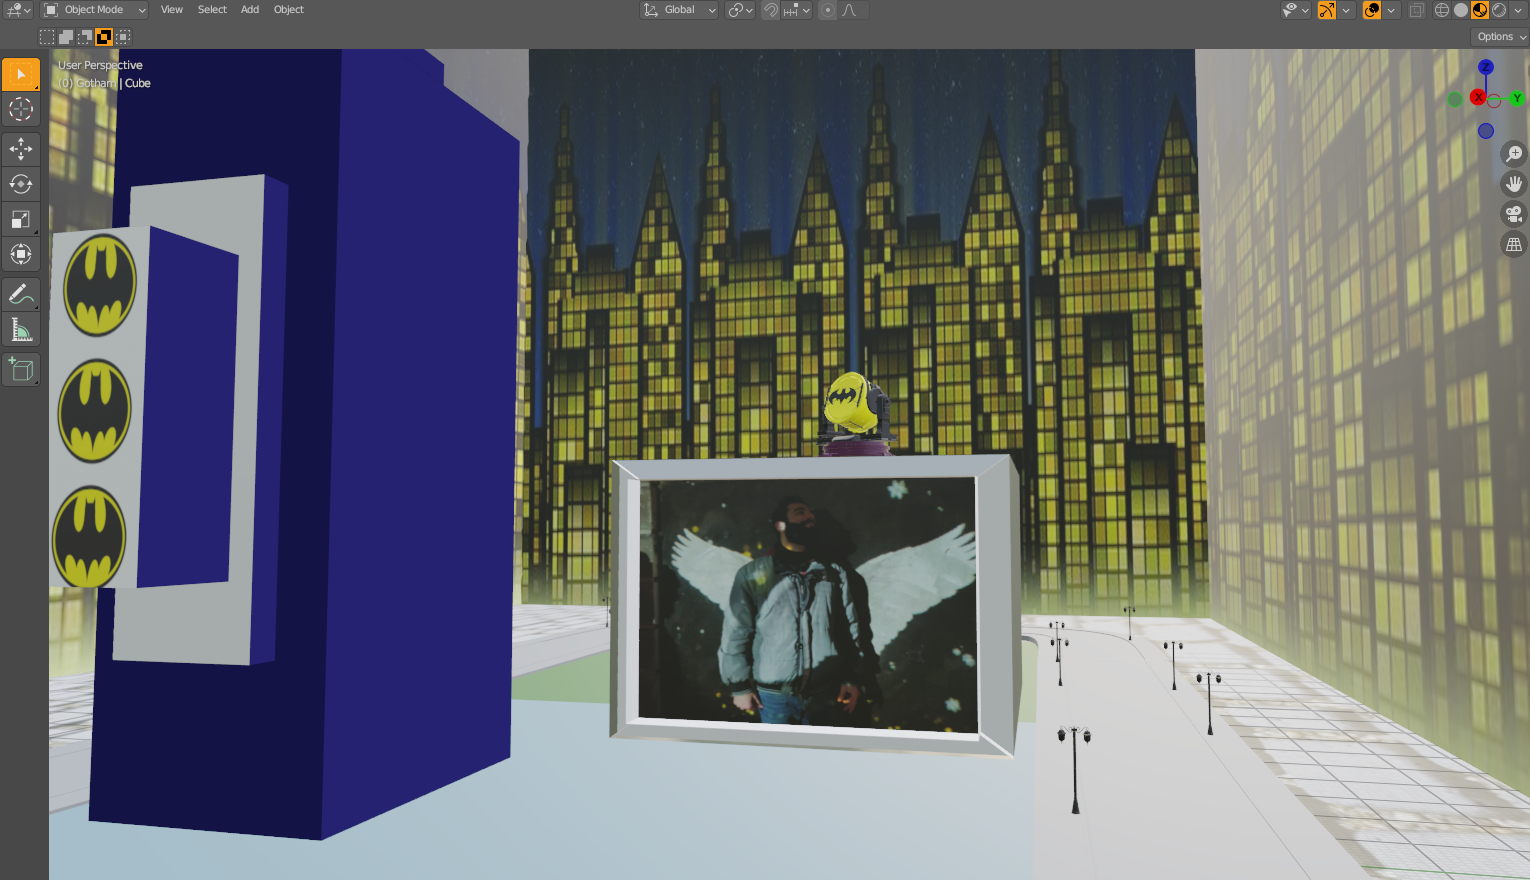 Object Mode View Select Add Object Global
Options
User Perspective
(0) Gotham | Cube
Z
X Y